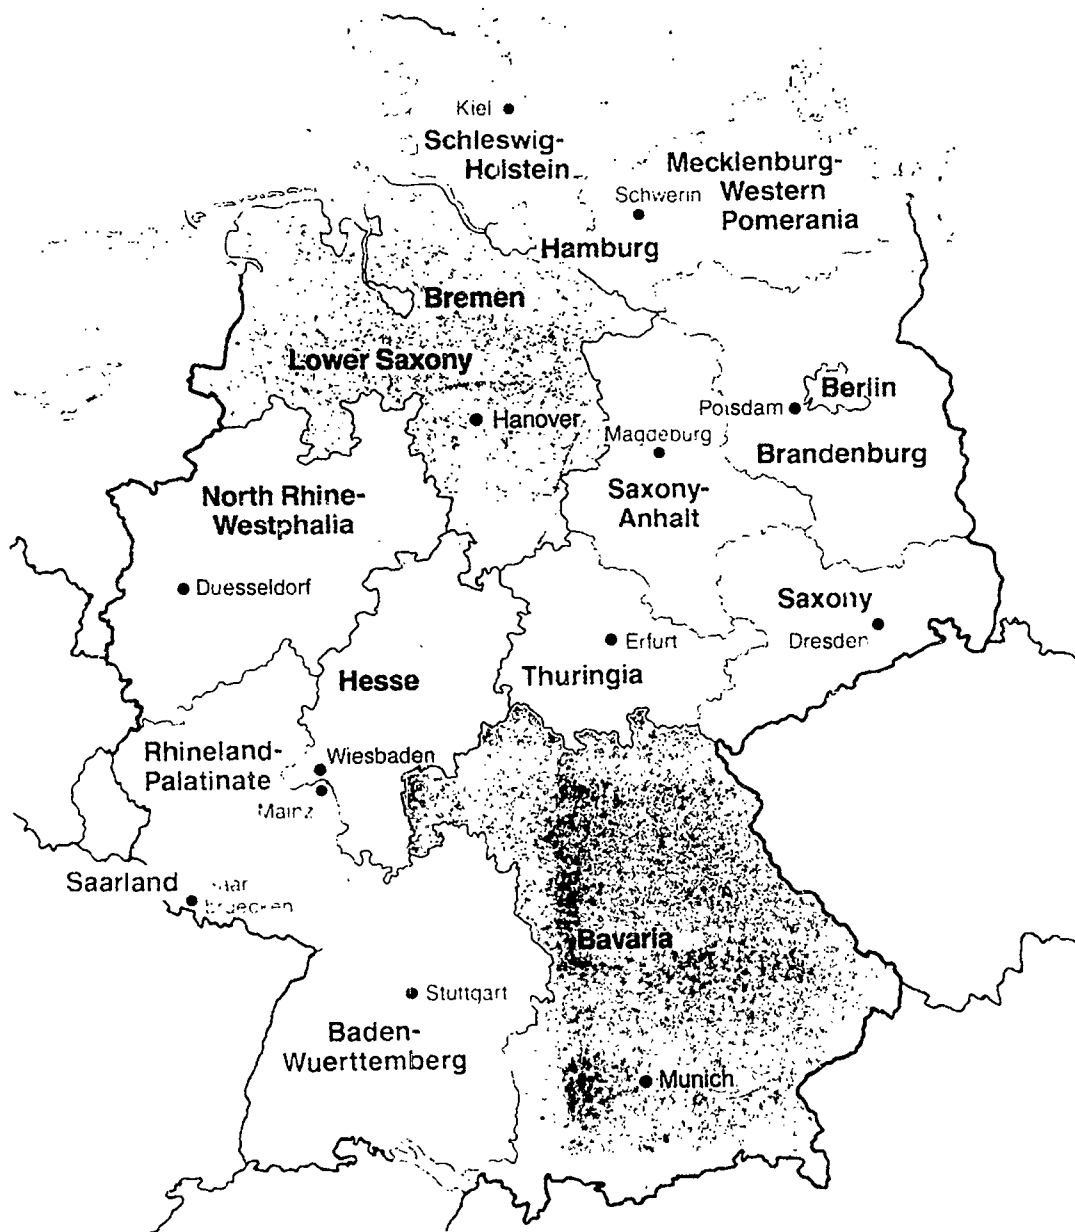 Kiel
Schleswig-
Holstein
Mecklenburg-
Western
Pomerania
Schwerin
Hamburg
Bremen
Lower Saxony
Hanover
Berlin
Potsdam
Magdeburg
Brandenburg
North Rhine-
Westphalia
Saxony-
Anhalt
Duesseldorf
Saxony
Dresden
Erfurt
Thuringia
Hesse
Rhineland-
Palatinate
Wiesbaden
Mainz
Saarland
Bavaria
Stuttgart
Baden-
Wuerttemberg
Munich